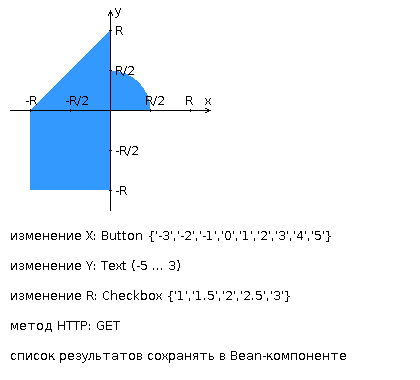 y
R
R/2
-R -R/2 R/2 R x
-R/2
-R
изменение X: Button {'-3','-2','-1','0','1','2','3','4','5'}
изменение Y: Text (-5 ... 3)
изменение R: Checkbox {'1','1.5','2','2.5','3'}
метод HTTP: GET
список результатов сохранять в Bean-компоненте